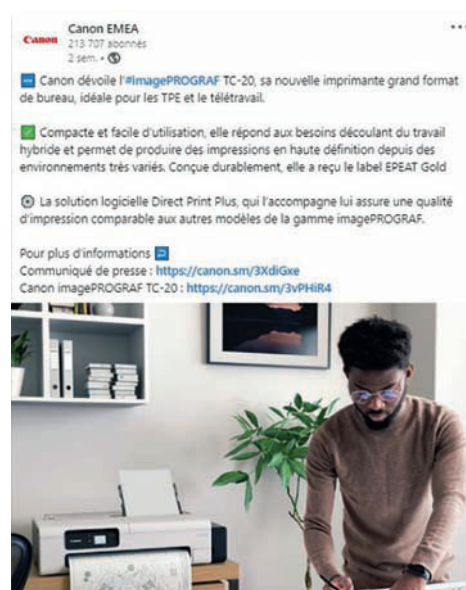 Canon EMEA
Canon
213 707 abonnés
2 sem. •
Canon dévoile l'#imagePROGRAF TC-20, sa nouvelle imprimante grand format
de bureau, idéale pour les TPE et le télétravail.
Compacte et facile d'utilisation, elle répond aux besoins découlant du travail
hybride et permet de produire des impressions en haute définition depuis des
environnements très variés. Conçue durablement, elle a reçu le label EPEAT Gold
La solution logicielle Direct Print Plus, qui l'accompagne lui assure une qualité
d'impression comparable aux autres modèles de la gamme imagePROGRAF.
Pour plus d'informations
Communiqué de presse : https://canon.sm/3XdiGxe
Canon imagePROGRAF TC-20 : https://canon.sm/3vPHiR4